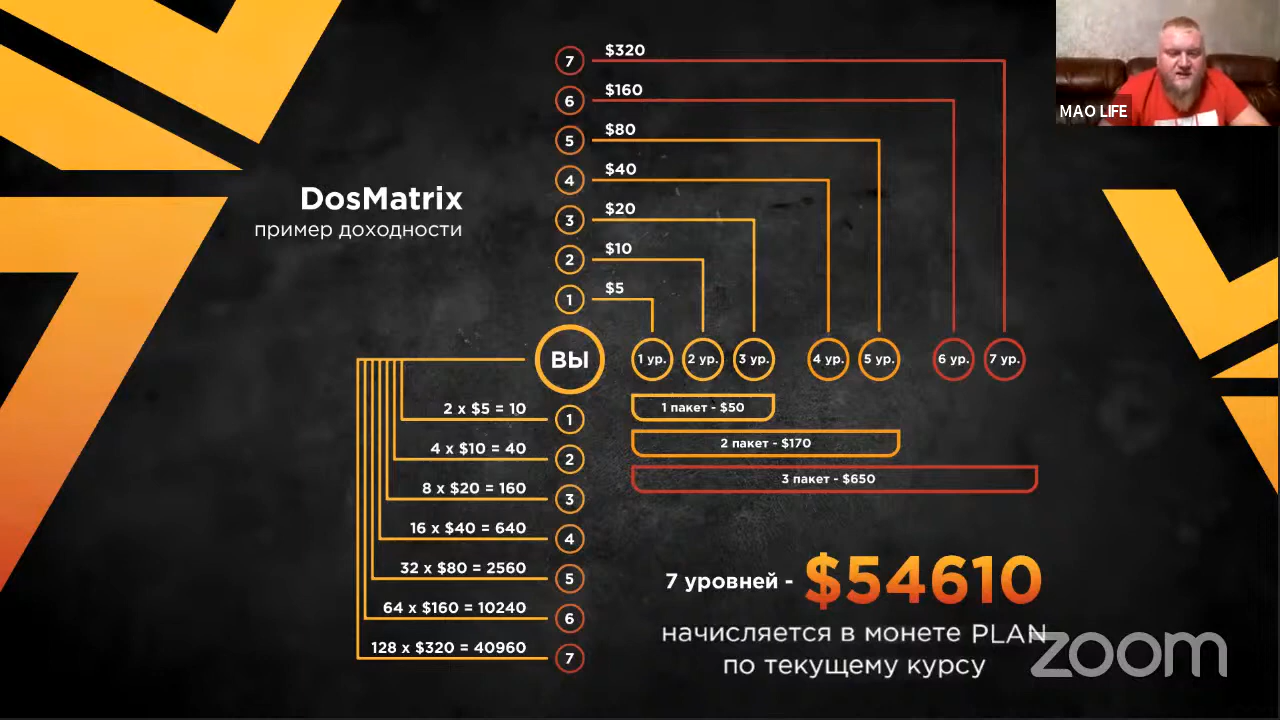 7
$320
6
$160
5
$80
4
$40
3
$20
2
$10
1
$5
MAO LIFE
DosMatrix
пример доходности
ВЫ
1 ур.
2 ур.
3 ур.
4 ур.
5 ур.
6 ур.
7 ур.
1 пакет - $50
2 пакет - $170
3 пакет - $650
2 x $5 = 10
1
4 x $10 = 40
2
8 x $20 = 160
3
16 x $40 = 640
4
32 x $80 = 2560
5
64 x $160 = 10240
6
128 x $320 = 40960
7
7 уровней - $54610
начисляется в монете PLAN
по текущему курсу
zoom